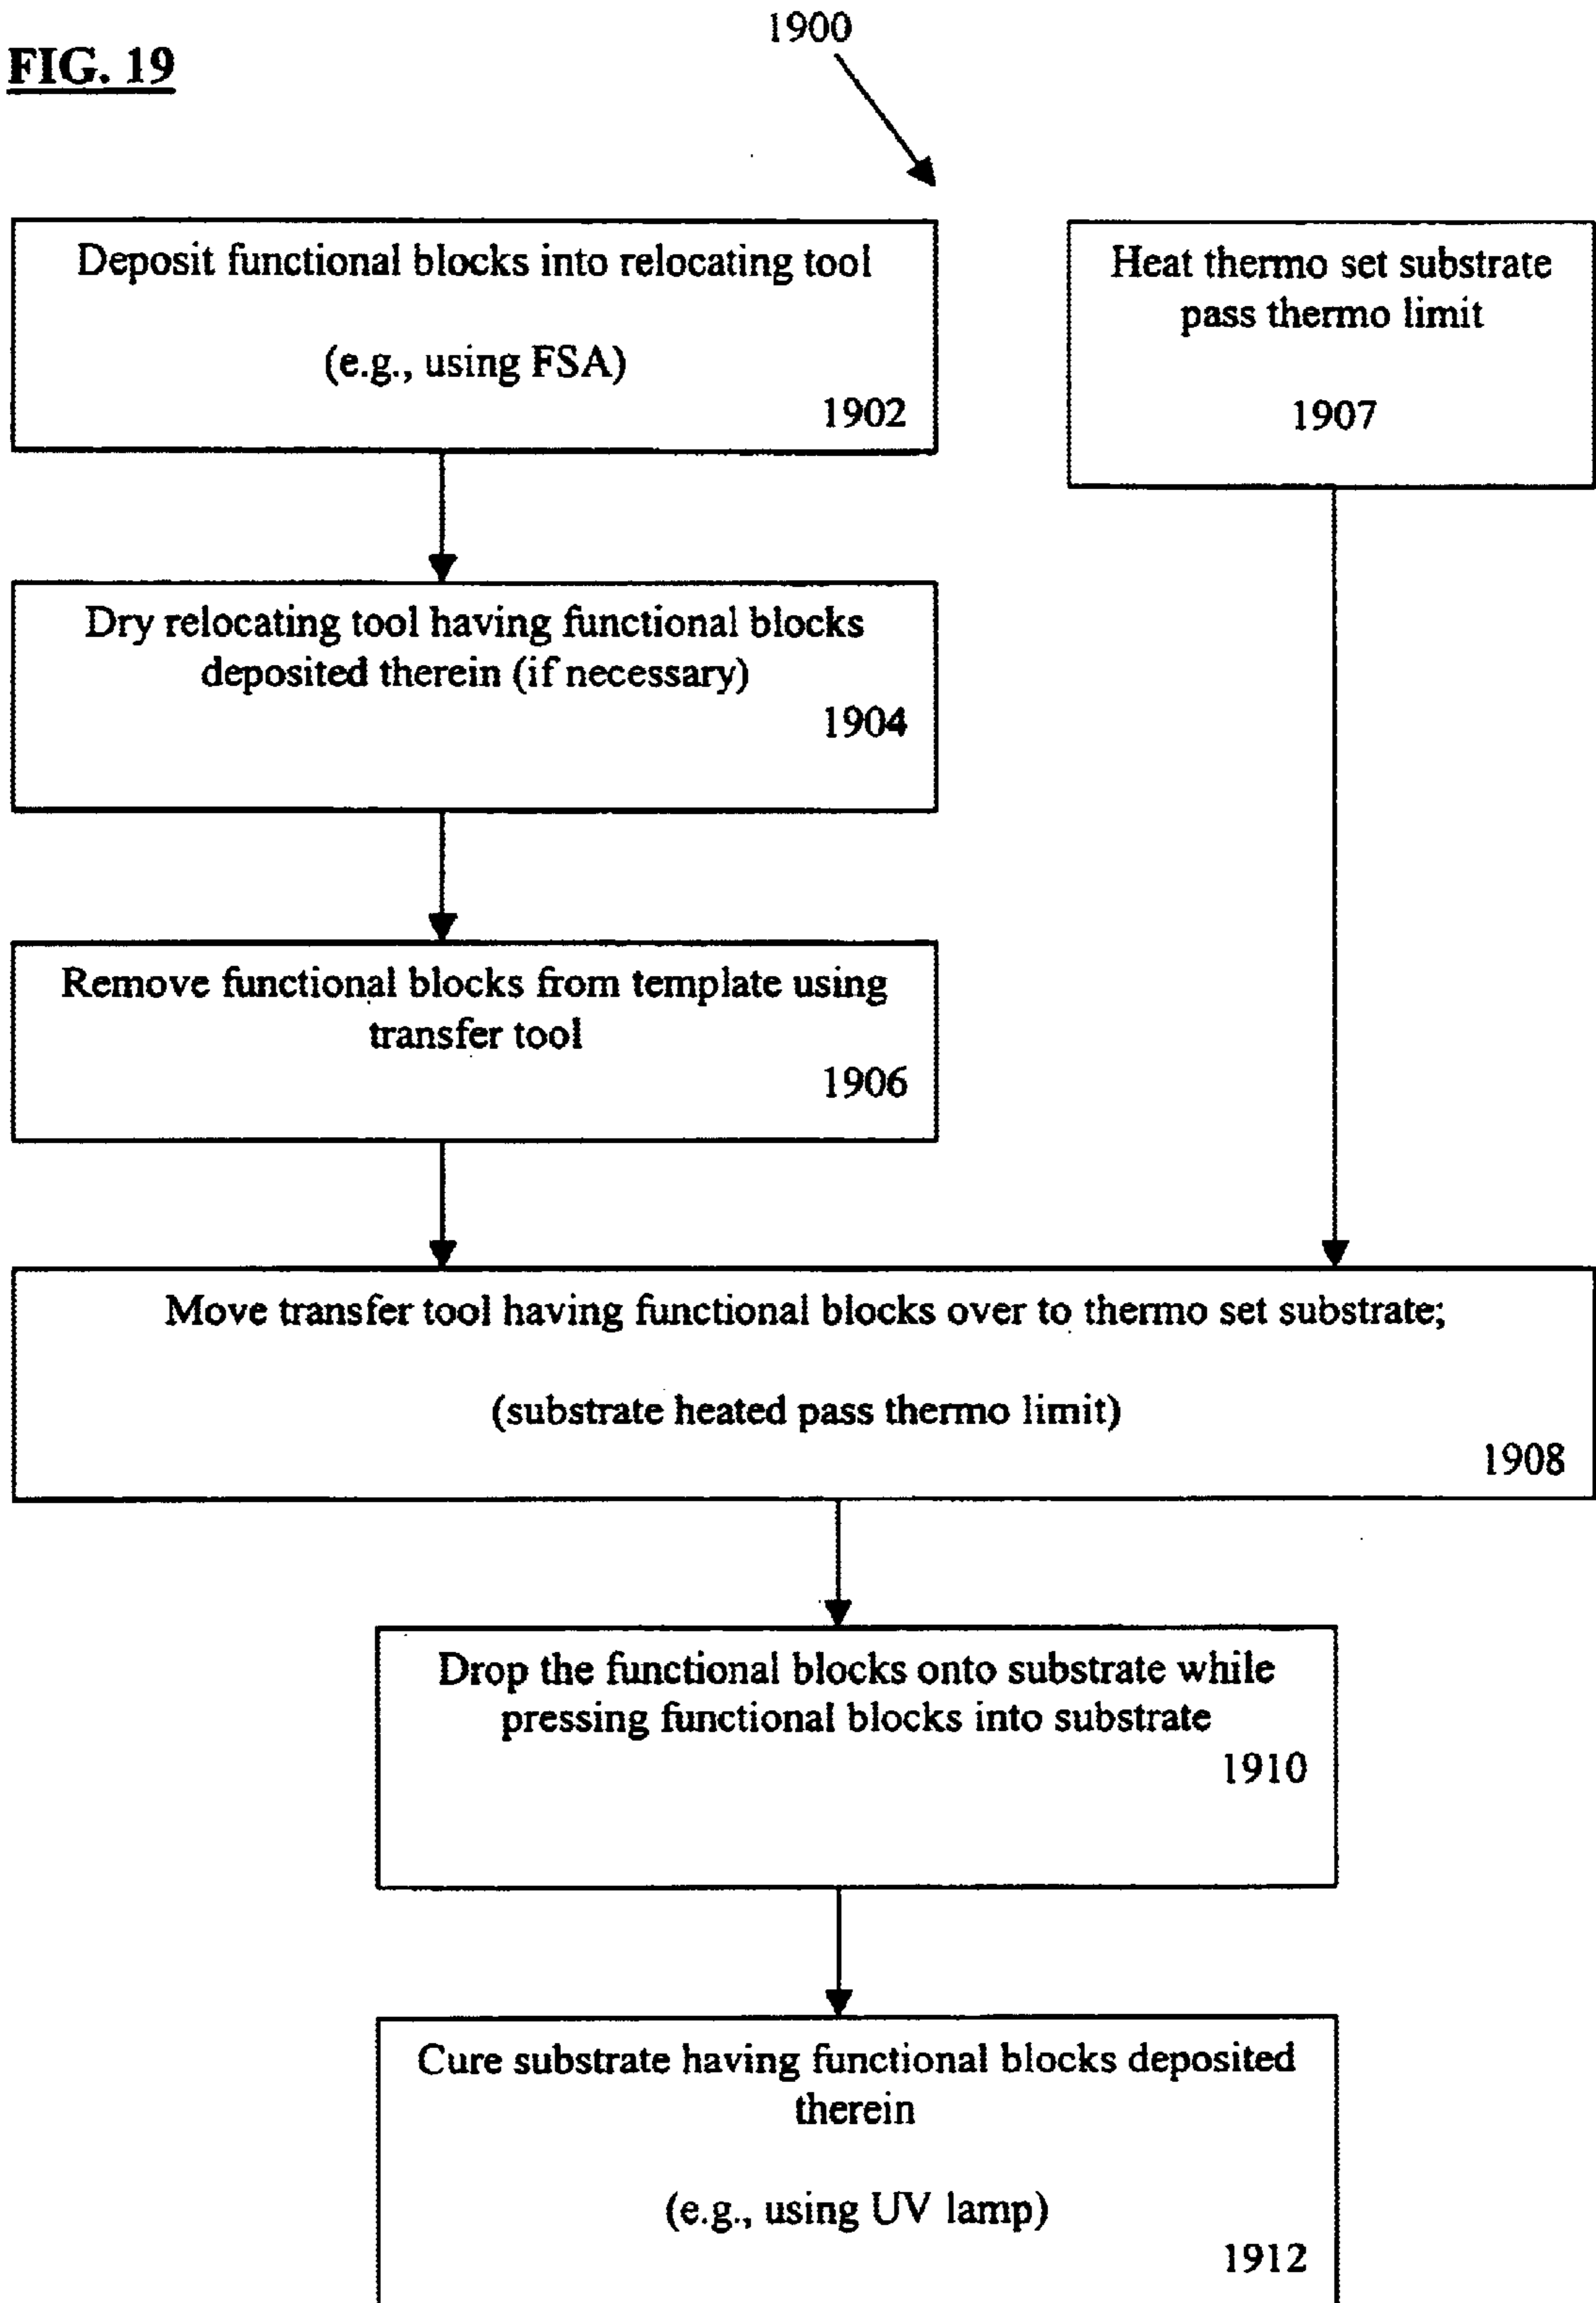 1900
FIG. 19
Deposit functional blocks into relocating tool
(e.g., using FSA)
1902
Heat thermo set substrate
pass thermo limit
1907
Dry relocating tool having functional blocks
deposited therein (if necessary)
1904
Remove functional blocks from template using
transfer tool
1906
Move transfer tool having functional blocks over to thermo set substrate;
(substrate heated pass thermo limit)
1908
Drop the functional blocks onto substrate while
pressing functional blocks into substrate
1910
Cure substrate having functional blocks deposited
therein
(e.g., using UV lamp)
1912